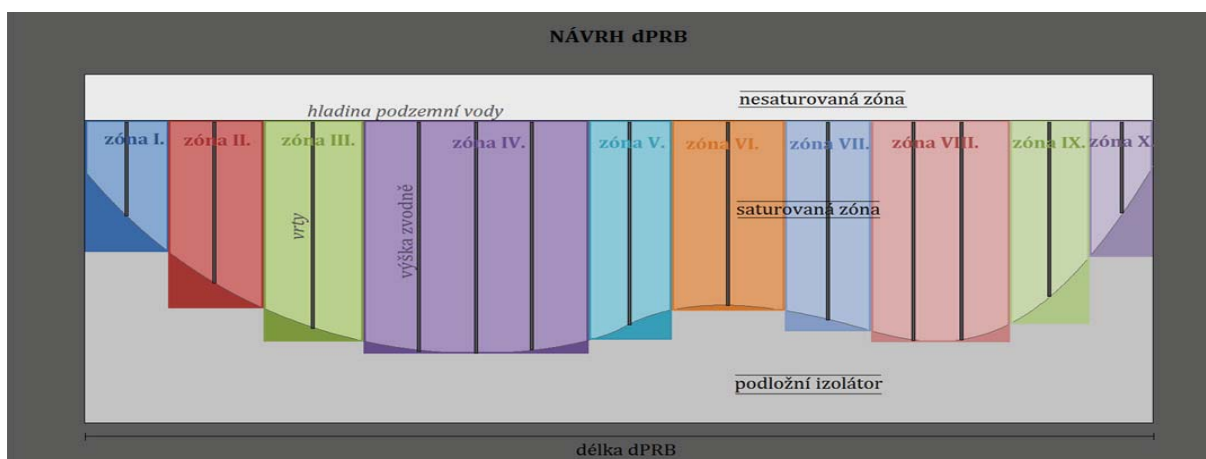 NÁVRH dPRB
nesaturovaná zóna
hladina podzemní vody
zóna I.
zóna II.
zóna III.
zóna IV.
zóna V.
zóna VI.
zóna VII.
zóna VIII.
zóna IX.
zóna X.
vrty
výška zvodně
saturovaná zóna
podložní izolátor
délka dPRB